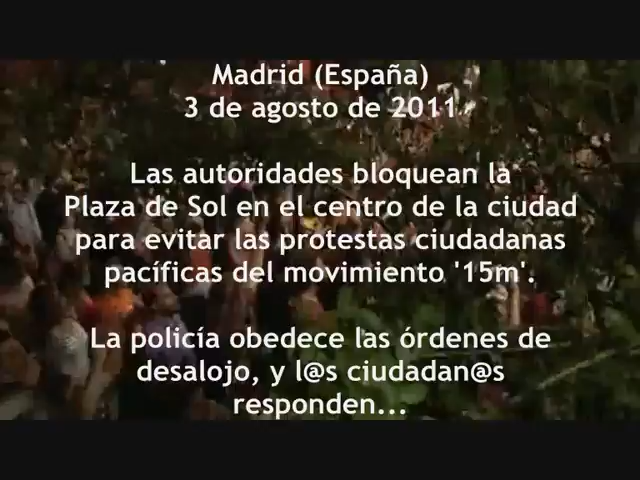 Madrid (España)
3 de agosto de 2011
Las autoridades bloquean la
Plaza de Sol en el centro de la ciudad
para evitar las protestas ciudadanas
pacíficas del movimiento '15m'.
La policía obedece las órdenes de
desalojo, y l@s ciudadan@s
responden...